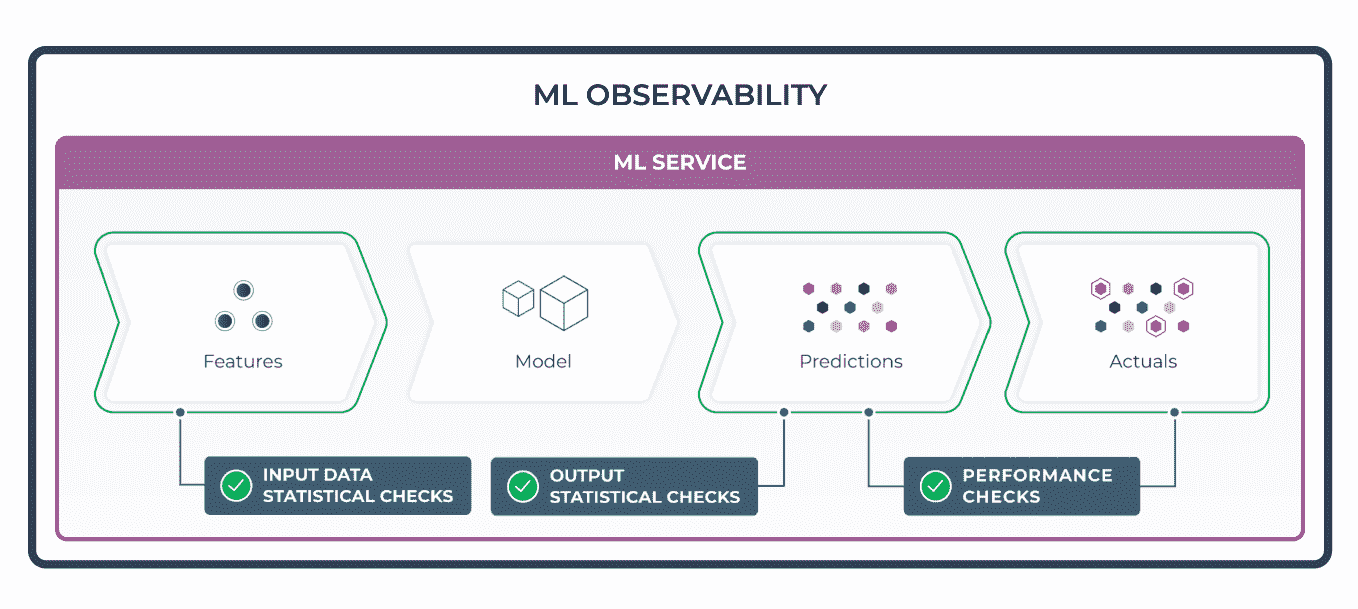 ML OBSERVABILITY
ML SERVICE
Features
Model
Predictions
Actuals
INPUT DATA
STATISTICAL CHECKS
OUTPUT
STATISTICAL CHECKS
PERFORMANCE
CHECKS